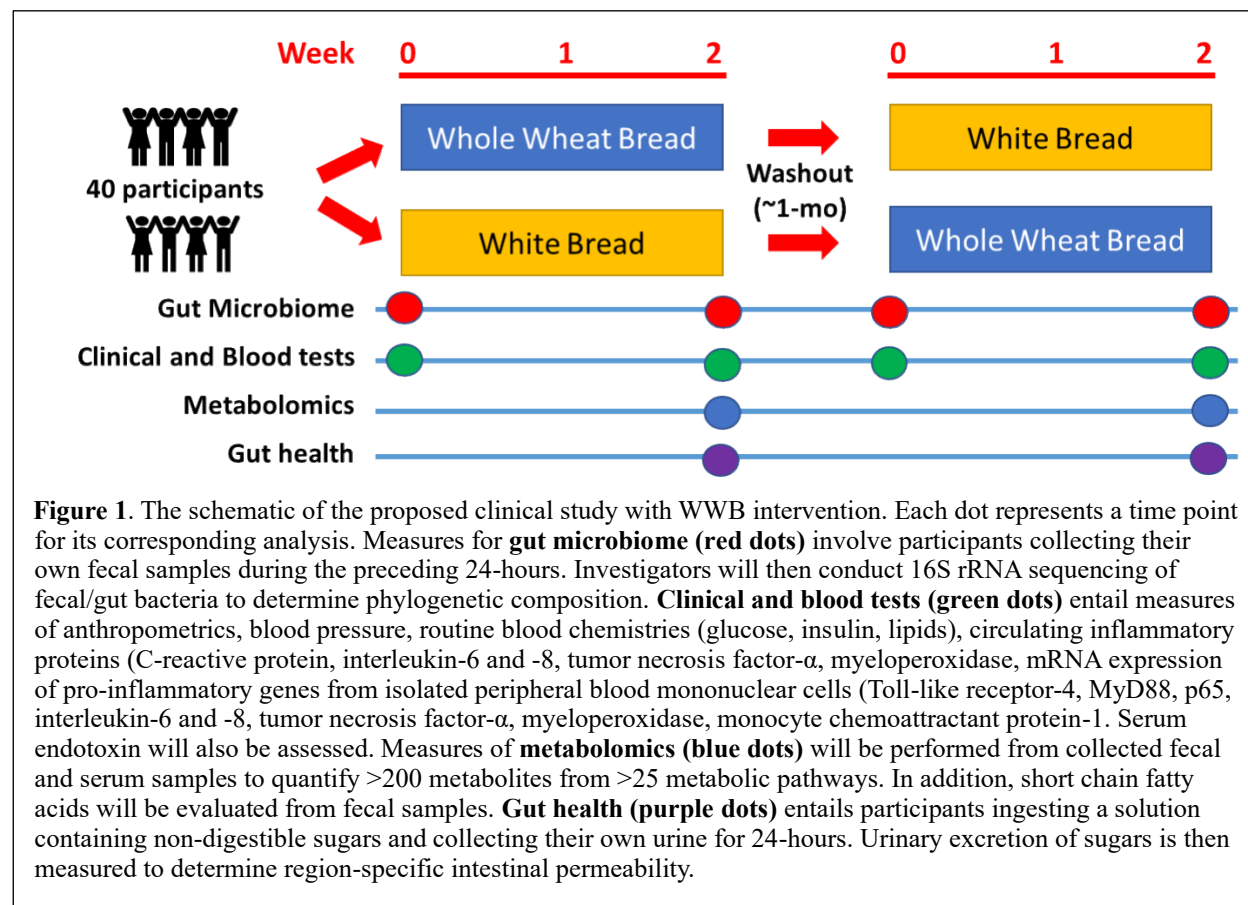 Week 0 1 2 0 1 2
Whole Wheat Bread
White Bread
40 participants
Washout
(~1-mo)
White Bread
Whole Wheat Bread
Gut Microbiome
Clinical and Blood tests
Metabolomics
Gut health
Figure 1. The schematic of the proposed clinical study with WWB intervention. Each dot represents a time point
for its corresponding analysis. Measures for gut microbiome (red dots) involve participants collecting their
own fecal samples during the preceding 24-hours. Investigators will then conduct 16S rRNA sequencing of
fecal/gut bacteria to determine phylogenetic composition. Clinical and blood tests (green dots) entail measures
of anthropometrics, blood pressure, routine blood chemistries (glucose, insulin, lipids), circulating inflammatory
proteins (C-reactive protein, interleukin-6 and -8, tumor necrosis factor-α, myeloperoxidase, mRNA expression
of pro-inflammatory genes from isolated peripheral blood mononuclear cells (Toll-like receptor-4, MyD88, p65,
interleukin-6 and -8, tumor necrosis factor-α, myeloperoxidase, monocyte chemoattractant protein-1. Serum
endotoxin will also be assessed. Measures of metabolomics (blue dots) will be performed from collected fecal
and serum samples to quantify >200 metabolites from >25 metabolic pathways. In addition, short chain fatty
acids will be evaluated from fecal samples. Gut health (purple dots) entails participants ingesting a solution
containing non-digestible sugars and collecting their own urine for 24-hours. Urinary excretion of sugars is then
measured to determine region-specific intestinal permeability.